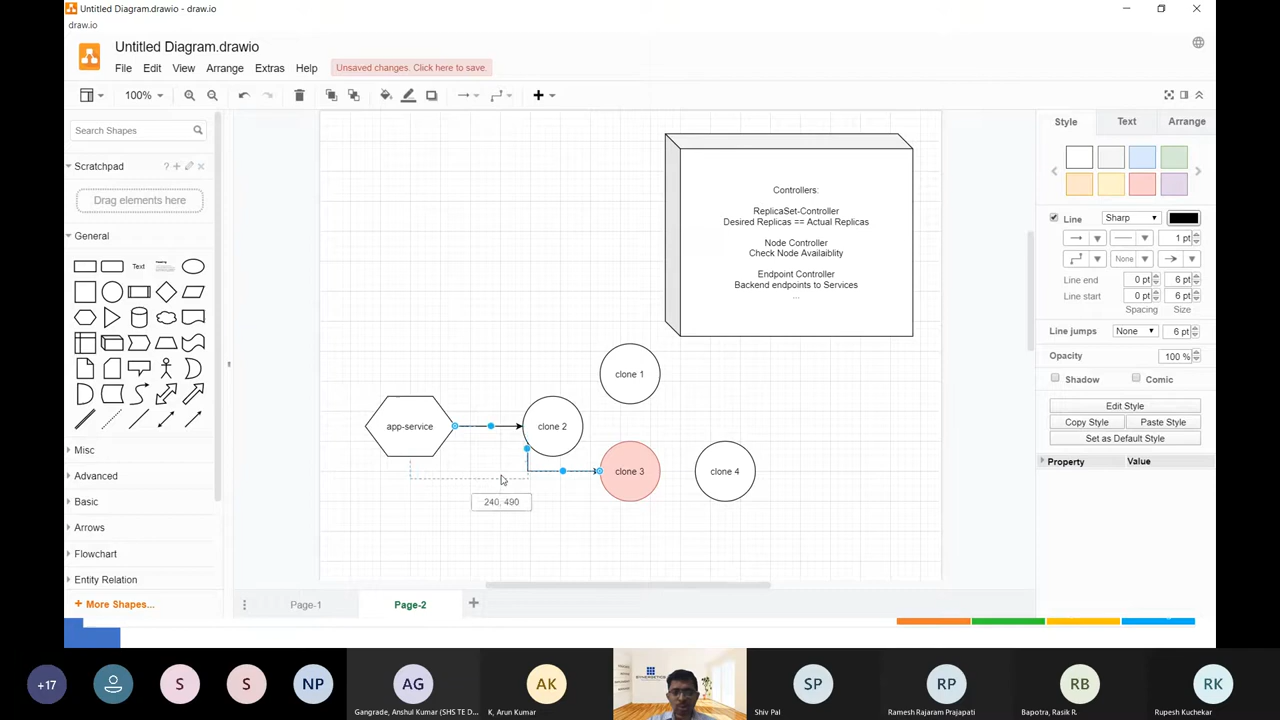 Untitled Diagram.drawio - draw.io
draw.io
Untitled Diagram.drawio
File Edit View Arrange Extras Help Unsaved changes. Click here to save.
100%
Search Shapes
Style Text Arrange
Scratchpad ?
Drag elements here
General
Text
Controllers:
ReplicaSet-Controller
Desired Replicas == Actual Replicas
Node Controller
Check Node Availaiblity
Endpoint Controller
Backend endpoints to Services
...
Line Sharp
1 pt
None
Line end 0 pt 6 pt
Line start 0 pt 6 pt
Spacing Size
Line jumps None 6 pt
Opacity 100 %
Shadow Comic
Edit Style
Copy Style Paste Style
Set as Default Style
Property Value
clone 1
app-service
clone 2
clone 3
clone 4
240, 490
Misc
Advanced
Basic
Arrows
Flowchart
Entity Relation
+ More Shapes...
Page-1 Page-2
+17
S
S
NP
AG
AK
SP
RP
RB
RK
Gangrade, Anshul Kumar (SHS TE D...
K, Arun Kumar
Shiv Pal
Ramesh Rajaram Prajapati
Bapotra, Rasik R.
Rupesh Kuchekar